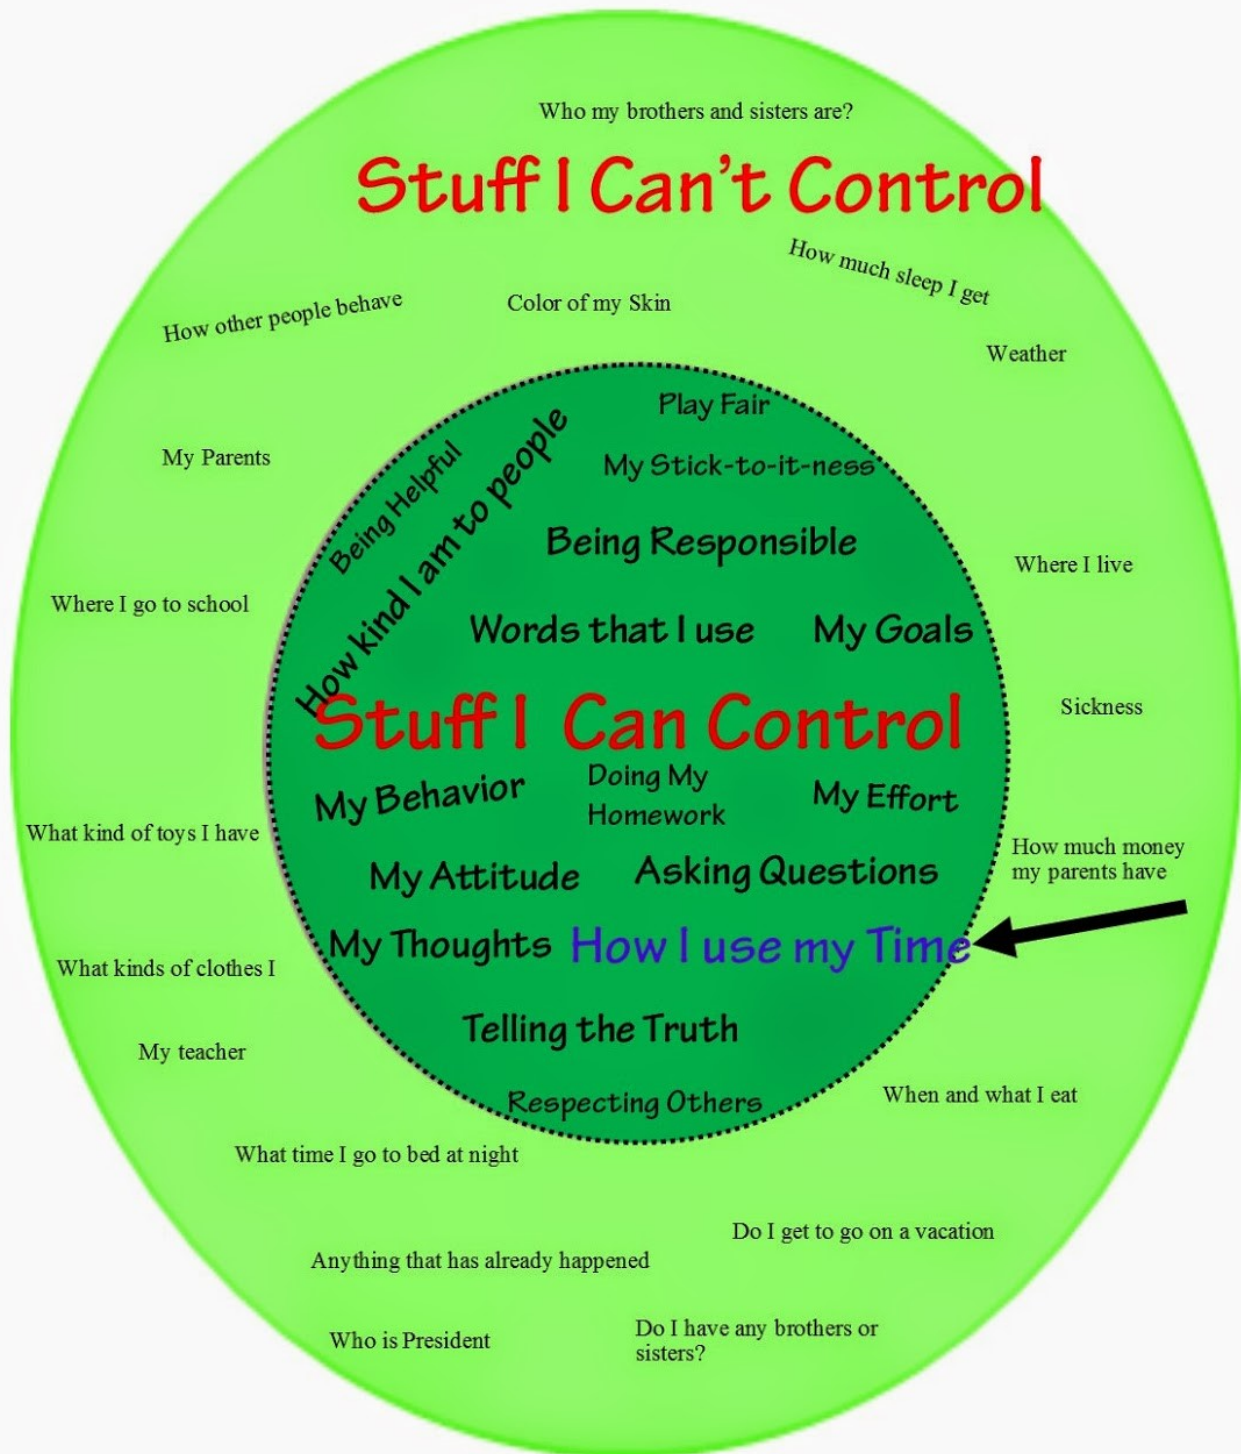 Who my brothers and sisters are?
Stuff I Can't Control
How much sleep I get
How other people behave
Color of my Skin
Weather
Play Fair
My Parents
Being Helpful
How kind I am to people
My Stick-to-it-ness
Being Responsible
Where I live
Where I go to school
Words that I use
My Goals
Stuff I Can Control
Sickness
My Behavior
Doing My
Homework
My Effort
What kind of toys I have
How much money
my parents have
My Attitude
Asking Questions
My Thoughts
How I use my Time
What kinds of clothes I
Telling the Truth
My teacher
Respecting Others
When and what I eat
What time I go to bed at night
Do I get to go on a vacation
Anything that has already happened
Who is President
Do I have any brothers or
sisters?